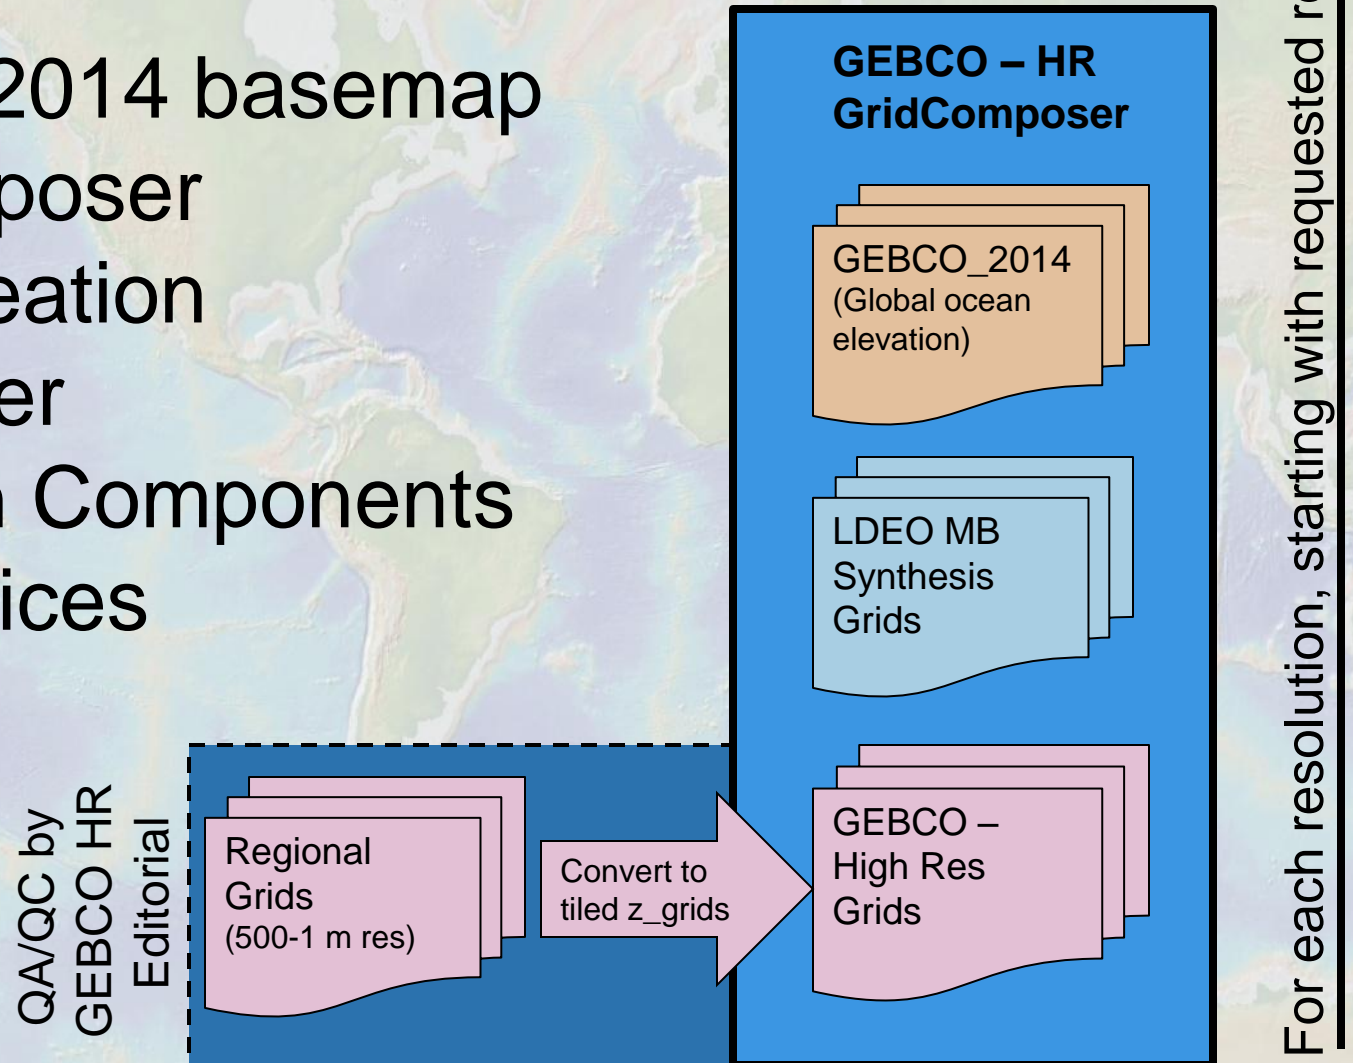 2014 basemap
poser
eation
er
Components
ices
GEBCO – HR
GridComposer
GEBCO_2014
(Global ocean
elevation)
LDEO MB
Synthesis
Grids
GEBCO –
High Res
Grids
Regional
Grids
(500-1 m res)
Convert to
tiled z_grids
QA/QC by
GEBCO HR
Editorial
For each resolution, starting with requested